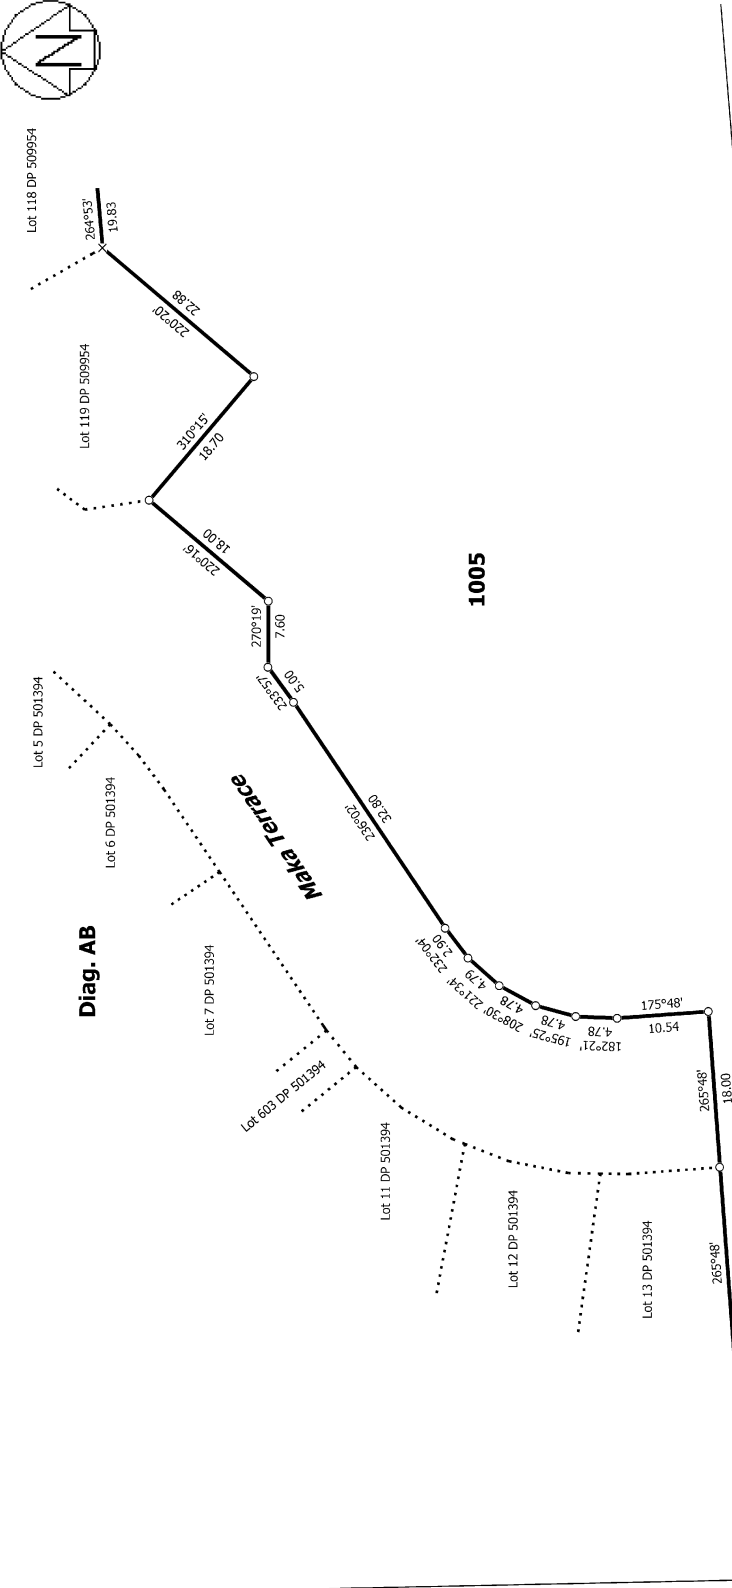 N
Lot 118 DP 509954
264°53'
19.83
22.88
220°20'
Lot 119 DP 509954
310°15'
18.70
18.00
220°16'
1005
270°19'
7.60
5.00
233°57'
Lot 5 DP 501394
Lot 6 DP 501394
Maka Terrace
32.80
236°02'
Diag. AB
Lot 7 DP 501394
2.90
232°04'
4.79
221°34'
4.78
208°30'
4.78
195°25'
4.78
182°21'
175°48'
10.54
265°48'
18.00
Lot 603 DP 501394
Lot 11 DP 501394
Lot 12 DP 501394
Lot 13 DP 501394
265°48'